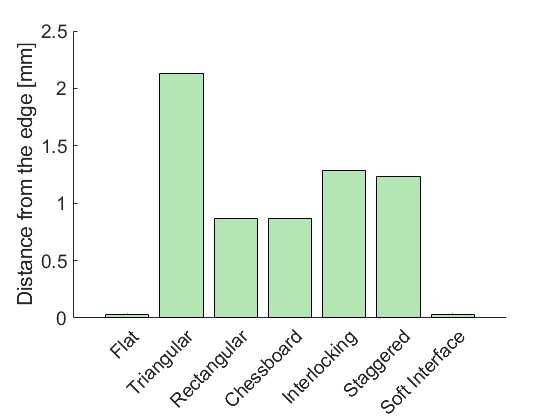 Distance from the edge [mm]
2.5
2
1.5
1
0.5
0
Flat
Triangular
Rectangular
Chessboard
Interlocking
Staggered
Soft Interface